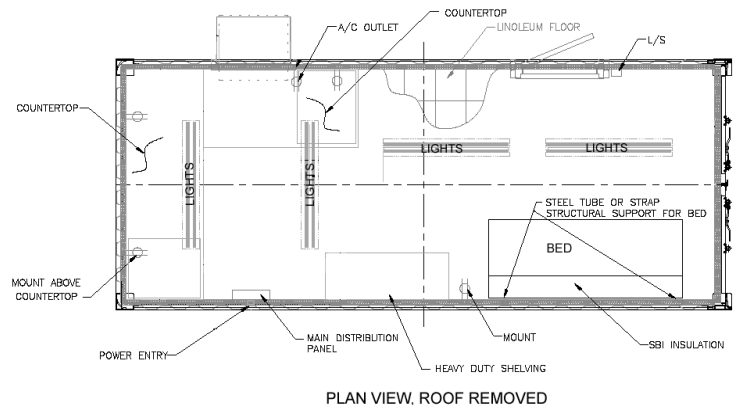 COUNTERTOP
A/C OUTLET
LINOLEUM FLOOR
L/S
COUNTERTOP
LIGHTS
LIGHTS
LIGHTS
LIGHTS
STEEL TUBE OR STRAP
STRUCTURAL SUPPORT FOR BED
BED
MOUNT ABOVE
COUNTERTOP
MAIN DISTRIBUTION
PANEL
MOUNT
SBI INSULATION
POWER ENTRY
HEAVY DUTY SHELVING
PLAN VIEW, ROOF REMOVED